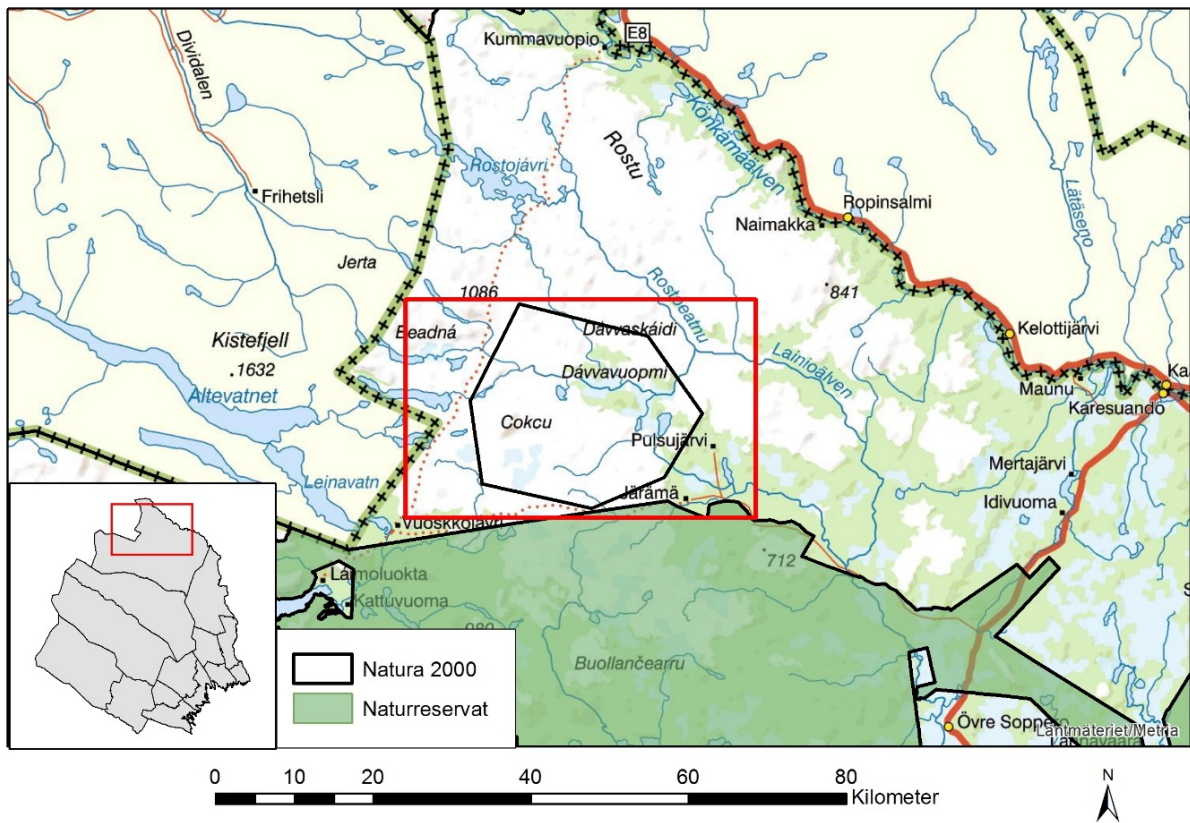 E8
Kummavuopio
Dividalen
Könkämäälven
Rostu
Rostojávri
Lätäseno
Frihetsli
Ropinsalmi
Naimakka
Jerta
Rostoeatnu
1086
841
Beadná
Dávvaskáidi
Kelottijärvi
Kistefjell
1632
Lainioälven
Dávvavuopmi
Altevatnet
Maunu
Karesuando
Cokcu
Pulsujärvi
Mertajärvi
Leinavatn
Järämä
Idivuoma
Vuoskkojávri
712
Laimoluokta
Kattuvuoma
980
Buollančearru
Natura 2000
Naturreservat
Övre Soppero
Lantmäteriet/Metria
0 10 20 40 60 80
Kilometer
N